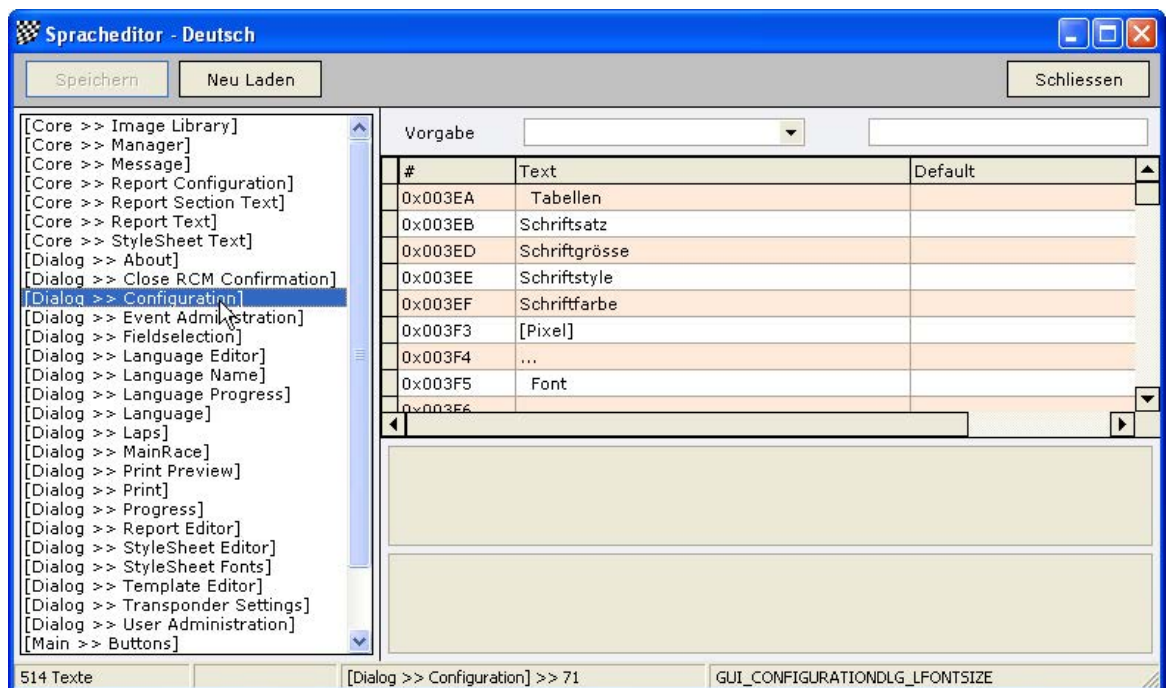 Spracheditor - Deutsch
Speichern Neu Laden Schliessen
[Core >> Image Library]
[Core >> Manager]
[Core >> Message]
[Core >> Report Configuration]
[Core >> Report Section Text]
[Core >> Report Text]
[Core >> StyleSheet Text]
[Dialog >> About]
[Dialog >> Close RCM Confirmation]
[Dialog >> Configuration]
[Dialog >> Event Administration]
[Dialog >> Fieldselection]
[Dialog >> Language Editor]
[Dialog >> Language Name]
[Dialog >> Language Progress]
[Dialog >> Language]
[Dialog >> Laps]
[Dialog >> MainRace]
[Dialog >> Print Preview]
[Dialog >> Print]
[Dialog >> Progress]
[Dialog >> Report Editor]
[Dialog >> StyleSheet Editor]
[Dialog >> StyleSheet Fonts]
[Dialog >> Template Editor]
[Dialog >> Transponder Settings]
[Dialog >> User Administration]
[Main >> Buttons]
Vorgabe
# Text Default
0x003EA Tabellen
0x003EB Schriftsatz
0x003ED Schriftgrösse
0x003EE Schriftstyle
0x003EF Schriftfarbe
0x003F3 [Pixel]
0x003F4 ...
0x003F5 Font
0x003F6
514 Texte [Dialog >> Configuration] >> 71 GUI_CONFIGURATIONDLG_LFONTSIZE